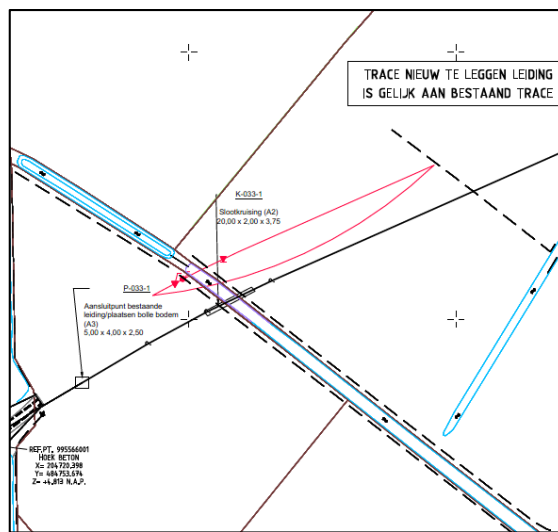 TRACE NIEUW TE LEGGEN LEIDING
IS GELIJK AAN BESTAAND TRACE
K-033-1
Slootkruising (A2)
20,00 x 2,00 x 3,75
P-033-1
Aansluitpunt bestaande
leiding/plaatsen bolle bodem
(A3)
5,00 x 4,00 x 2,50
REF.PT. 995566001
HOEK BETON
X= 204720,398
Y= 484753,674
Z= +4,813 N.A.P.